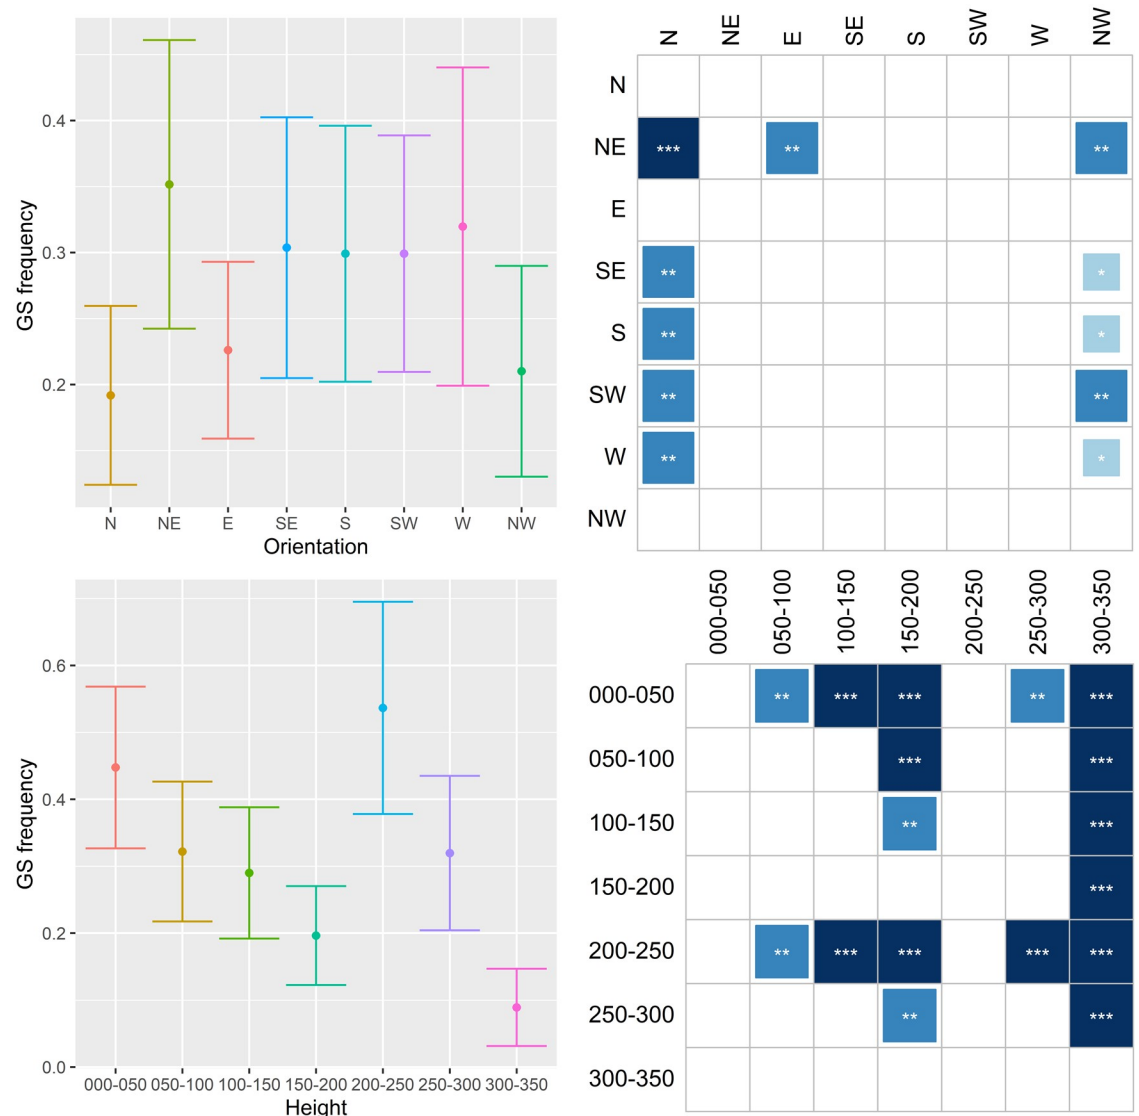 GS frequency
0.4
0.3
0.2
N NE E SE S SW W NW
Orientation
N NE E SE S SW W NW
N
NE *** ** **
E
SE ** *
S ** *
SW ** **
W ** *
NW
GS frequency
0.6
0.4
0.2
0.0
000-050 050-100 100-150 150-200 200-250 250-300 300-350
Height
000-050 050-100 100-150 150-200 200-250 250-300 300-350
000-050 ** *** *** ** ***
050-100 *** ***
100-150 ** ***
150-200 ***
200-250 ** *** *** *** ***
250-300 ** ***
300-350